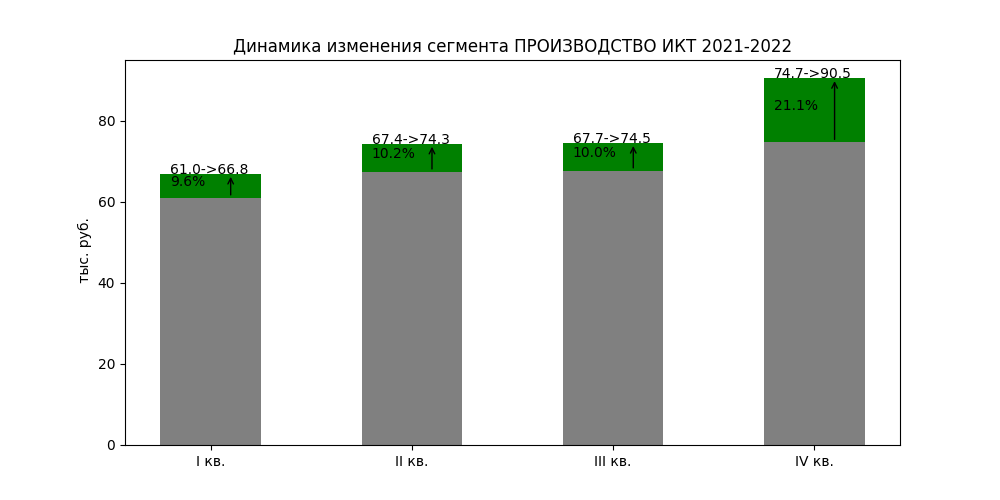 Динамика изменения сегмента ПРОИЗВОДСТВО ИКТ 2021-2022
тыс. руб.
80
60
40
20
0
61.0->66.8
9.6%
67.4->74.3
10.2%
67.7->74.5
10.0%
74.7->90.5
21.1%
I кв.
II кв.
III кв.
IV кв.